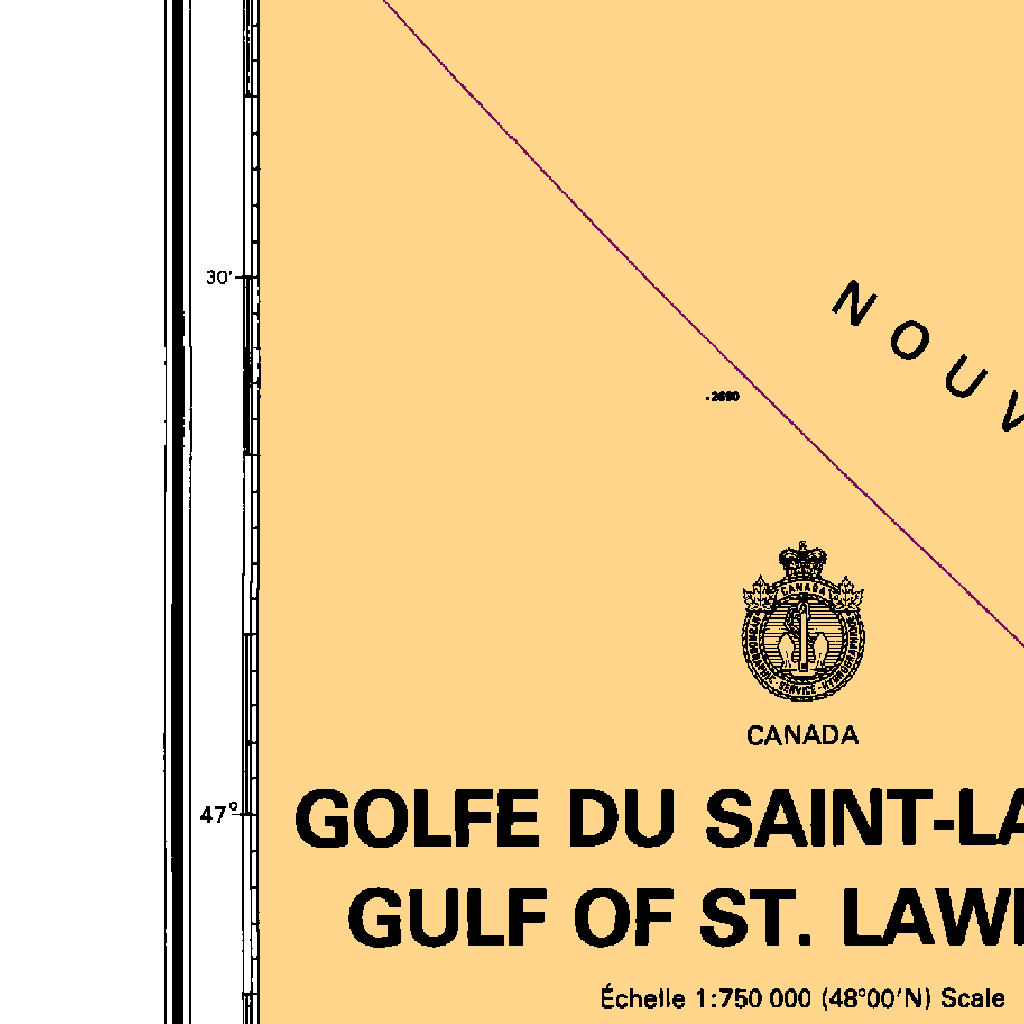 30'
NOUV
CANADA
CANADA
47°
GOLFE DU SAINT-LA
GULF OF ST. LAW
Échelle 1:750 000 (48°00'N) Scale